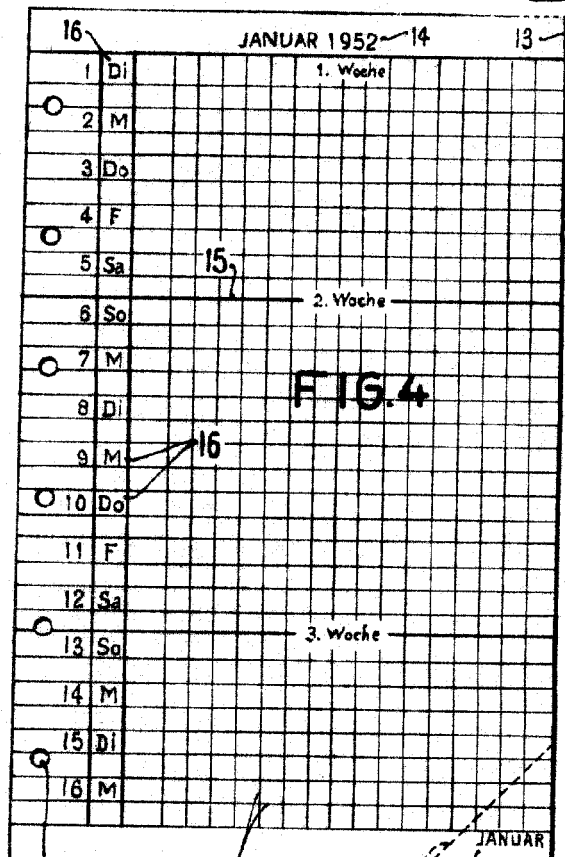 16 JANUAR 1952 14 13
1 Di 1. Woche
2 M
3 Do
4 F
5 Sa 15
2. Woche
6 So
7 M
FIG.4
8 Di
16
9 M
10 Do
11 F
12 Sa
3. Woche
13 So
14 M
15 Di
16 M
JANUAR